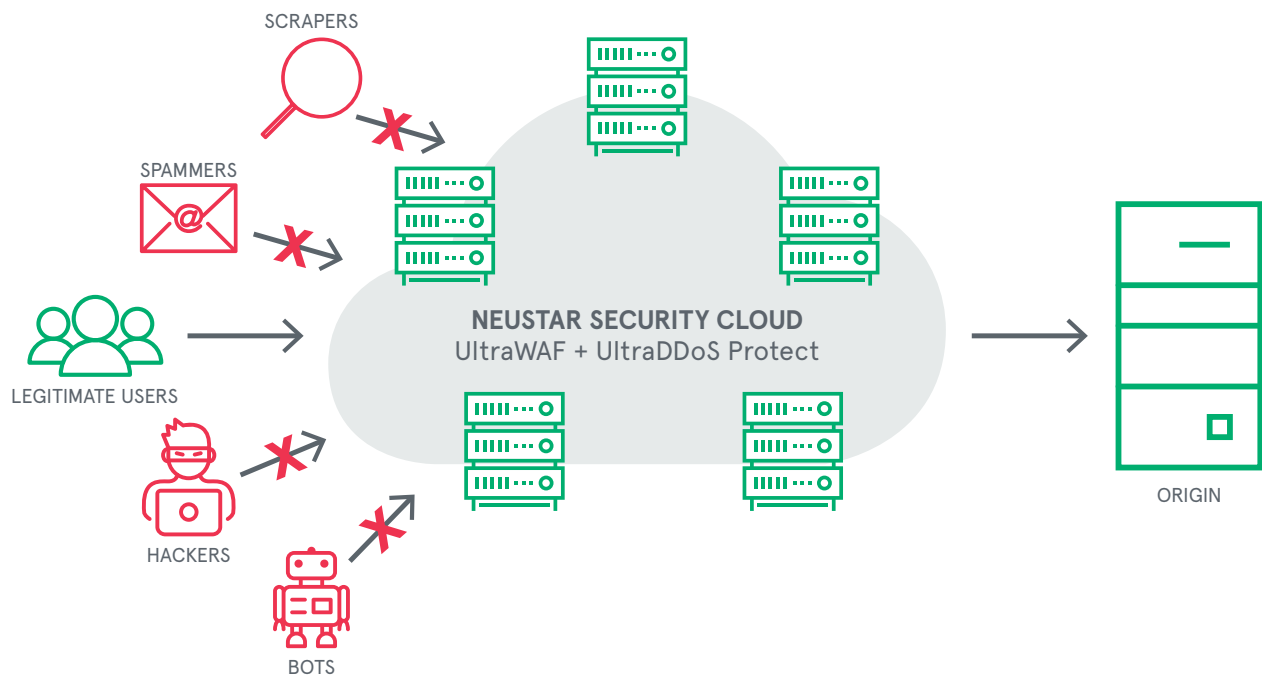 SCRAPERS
SPAMMERS
@
LEGITIMATE USERS
HACKERS
BOTS
NEUSTAR SECURITY CLOUD
UltraWAF + UltraDDoS Protect
ORIGIN